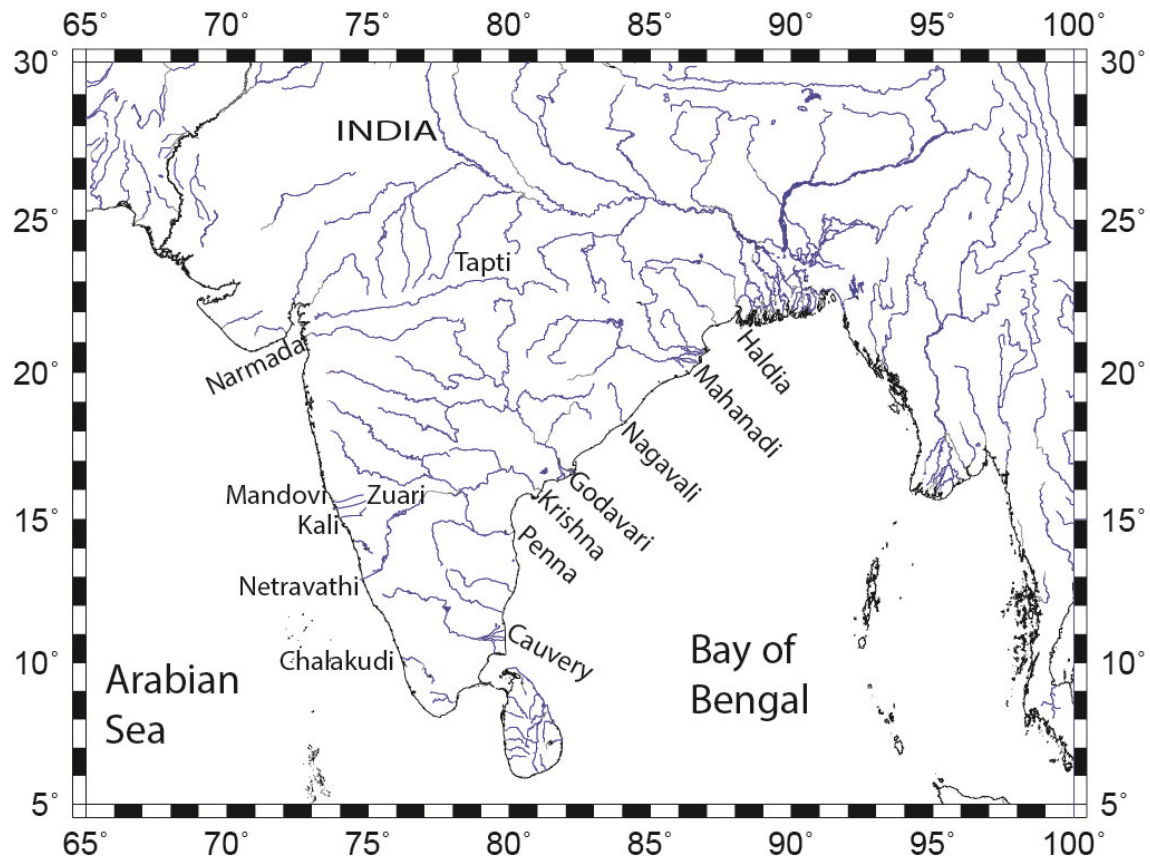 65° 70° 75° 80° 85° 90° 95° 100°
30° 30°
INDIA
25° 25°
Tapti
Narmada
20° 20°
Haldia
Mahanadi
Nagavali
Godavari
Mandovi Zuari
Krishna
Kali
15° 15°
Penna
Netravathi
Cauvery
Chalakudi
10° 10°
Arabian
Sea
Bay of
Bengal
5° 5°
65° 70° 75° 80° 85° 90° 95° 100°